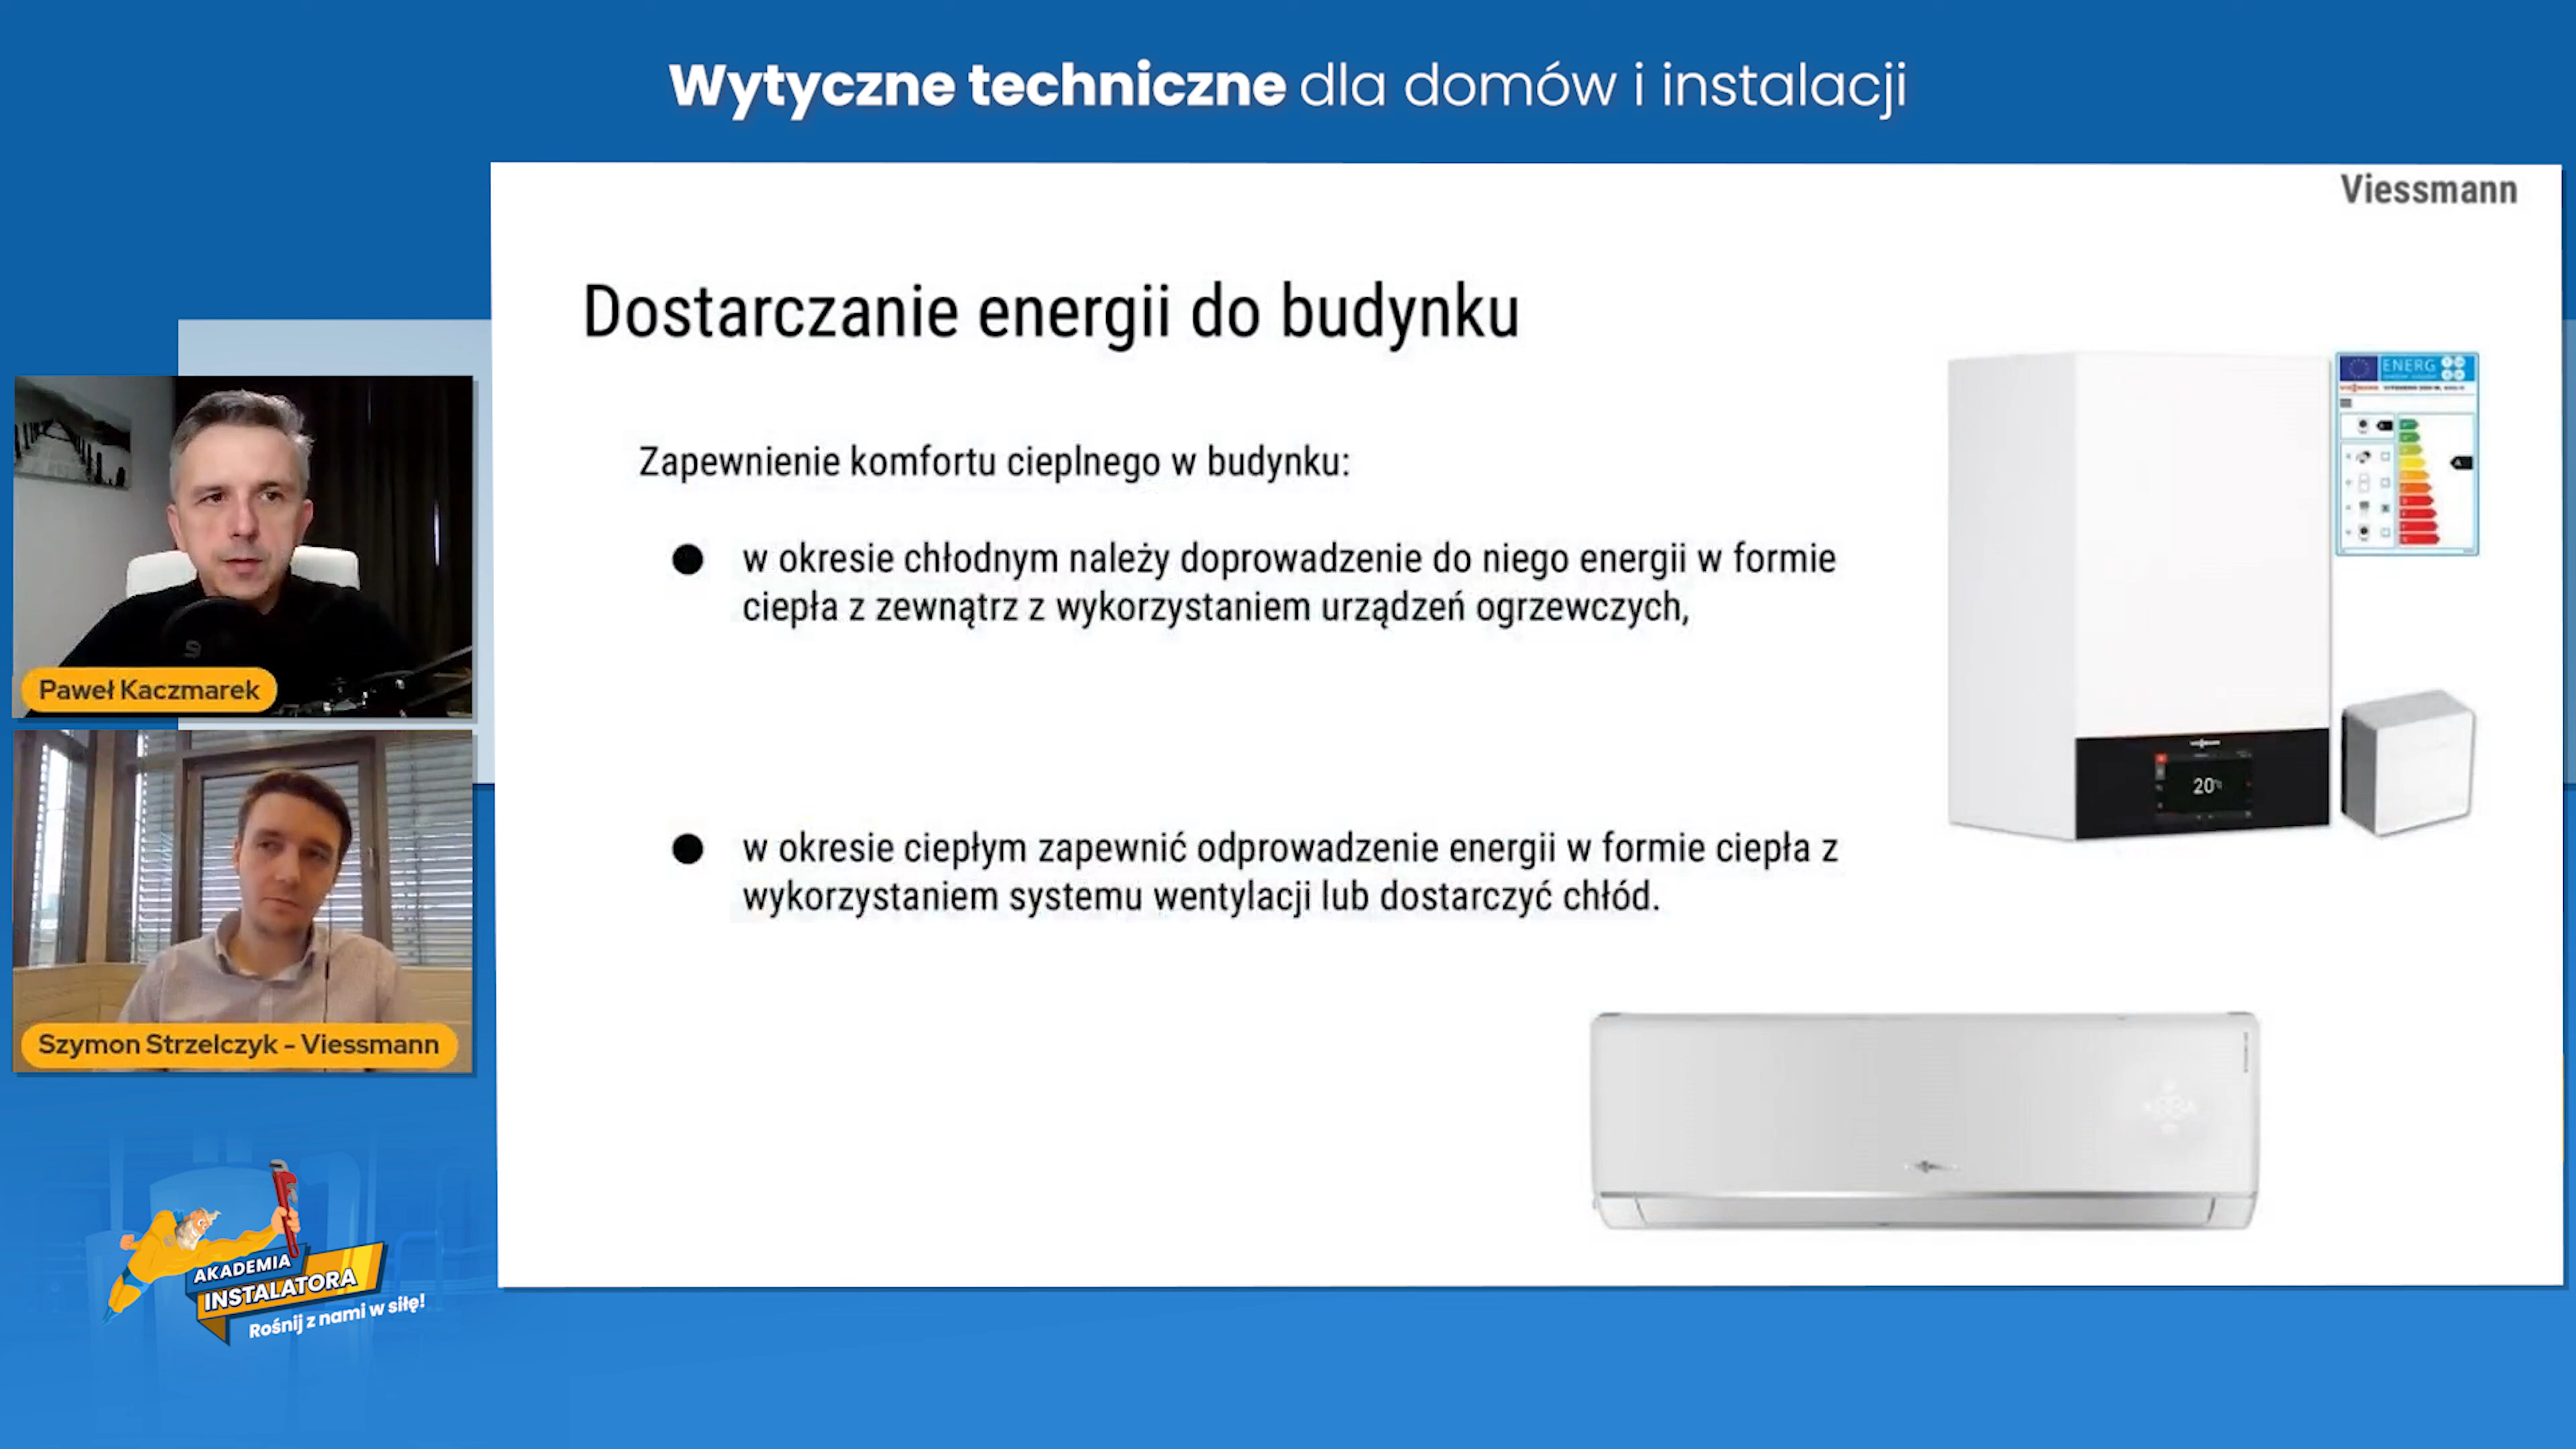 Wytyczne techniczne dla domów i instalacji
Viessmann
Dostarczanie energii do budynku
Zapewnienie komfortu cieplnego w budynku:
● w okresie chłodnym należy doprowadzenie do niego energii w formie
ciepła z zewnątrz z wykorzystaniem urządzeń ogrzewczych,
● w okresie ciepłym zapewnić odprowadzenie energii w formie ciepła z
wykorzystaniem systemu wentylacji lub dostarczyć chłód.
ENERG
20°C
Paweł Kaczmarek
Szymon Strzelczyk - Viessmann
AKADEMIA
INSTALATORA
Rośnij z nami w siłę!